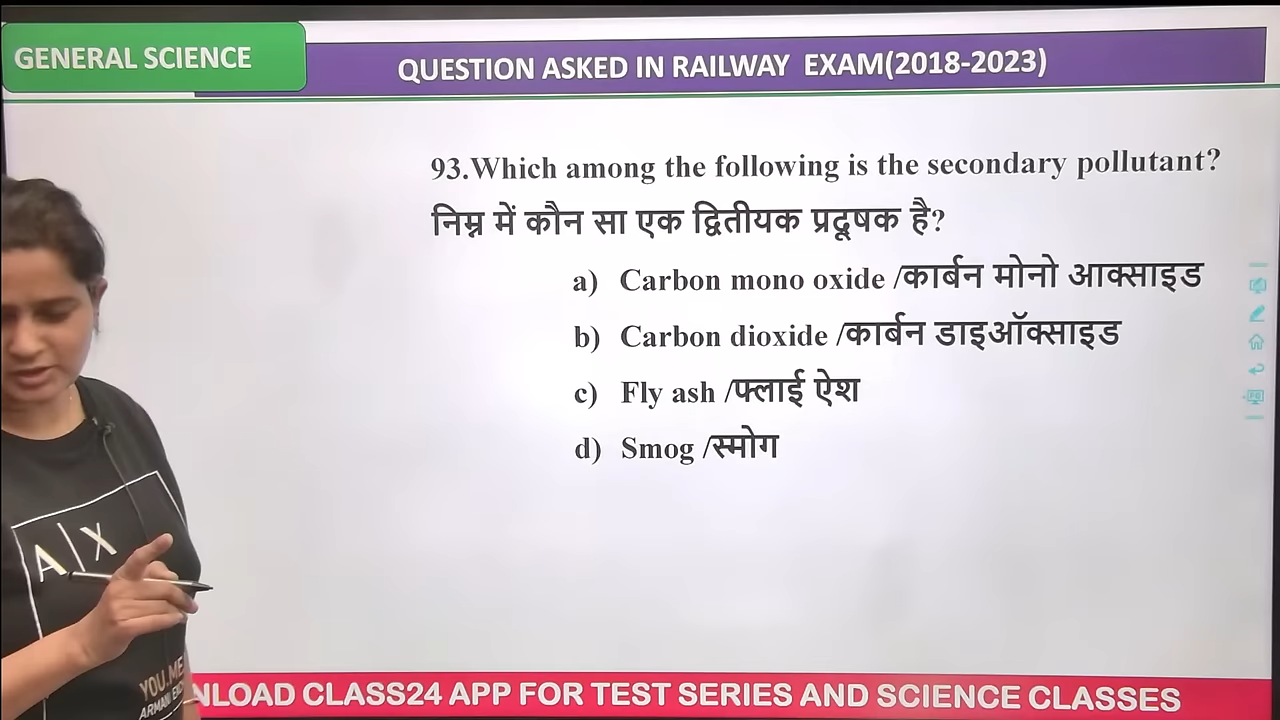 GENERAL SCIENCE
QUESTION ASKED IN RAILWAY EXAM(2018-2023)
93.Which among the following is the secondary pollutant?
निम्न में कौन सा एक द्वितीयक प्रदूषक है?
a) Carbon mono oxide /कार्बन मोनो आक्साइड
b) Carbon dioxide /कार्बन डाइऑक्साइड
c) Fly ash /फ्लाई ऐश
d) Smog /स्मोग
A|X
YOU.ME
NLOAD CLASS24 APP FOR TEST SERIES AND SCIENCE CLASSES